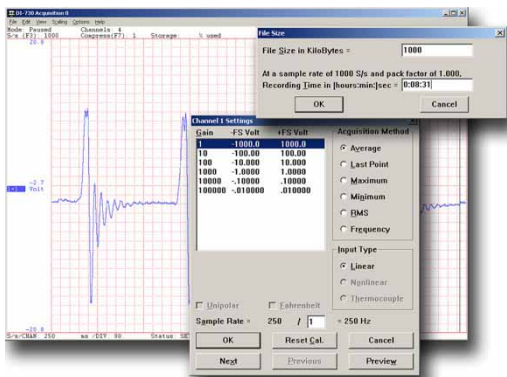 DI-730 Acquisition 0
File Edit View Scaling Options Help
Mode Paused Channels: 4
S/s (F3) 1000 Compress(F7) 1 Storage: % used
20.0
-2.7
Volt
-20.0
S/s/CHAN 250 ms /DIV 80 Status:
File Size
File Size in KiloBytes = 1000
At a sample rate of 1000 S/s and pack factor of 1.000,
Recording Time in [hours:min:]sec = 0:08:31
OK Cancel
Channel 1 Settings
Gain -FS Volt +FS Volt
1 -1000.0 1000.0
10 -100.00 100.00
100 -10.000 10.000
1000 -1.0000 1.0000
10000 -.10000 .10000
100000 -.010000 .010000
Acquisition Method
Average
Last Point
Maximum
Minimum
RMS
Frequency
Input Type
Linear
Nonlinear
Thermocouple
Unipolar Fahrenheit
Sample Rate = 250 / 1 = 250 Hz
OK Reset Cal. Cancel
Next Previous Preview